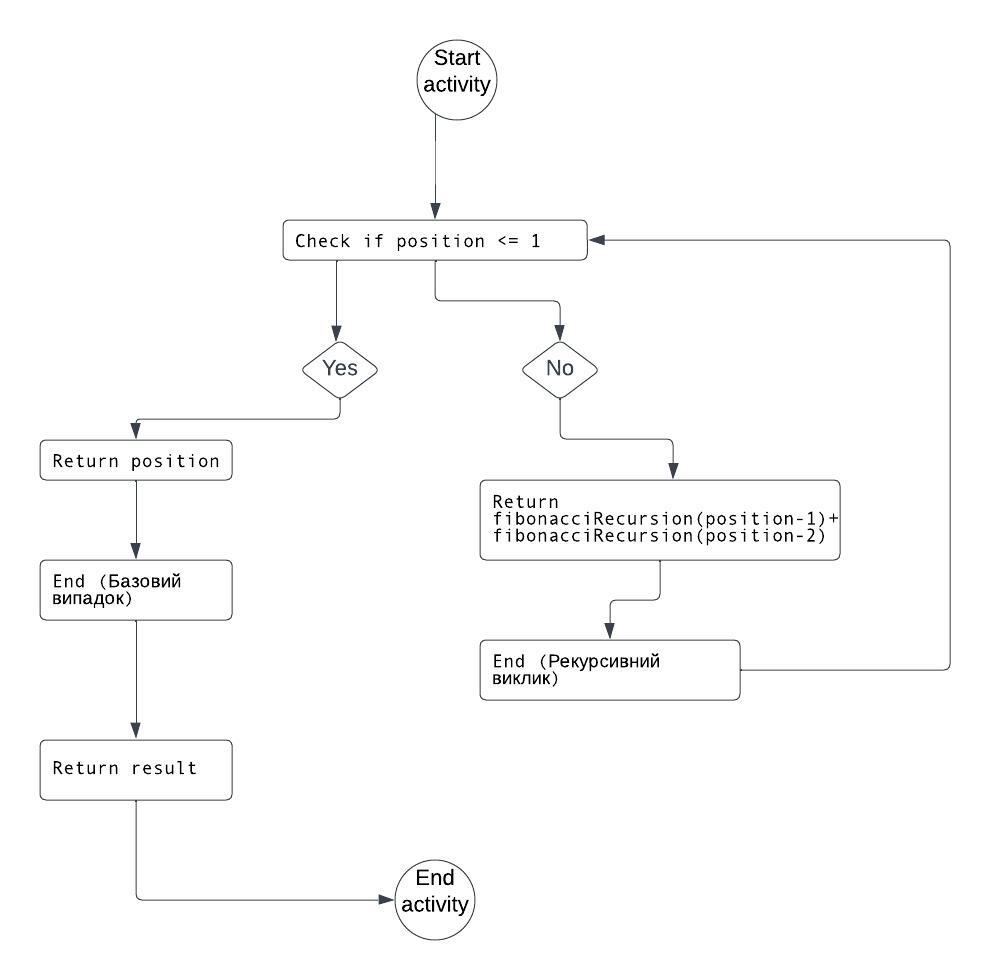 Start
activity
Check if position <= 1
Yes
No
Return position
Return
fibonacciRecursion(position-1)+
fibonacciRecursion(position-2)
End (Базовий
випадок)
End (Рекурсивний
виклик)
Return result
End
activity